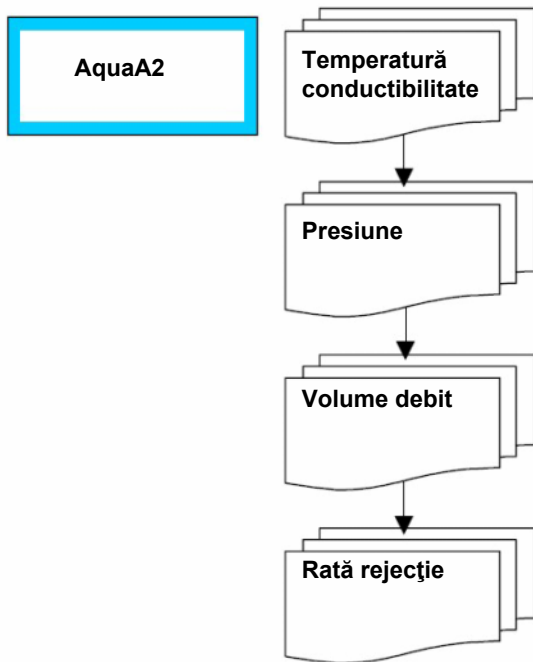 AquaA2
Temperatură
conductibilitate
Presiune
Volume debit
Rată rejecţie